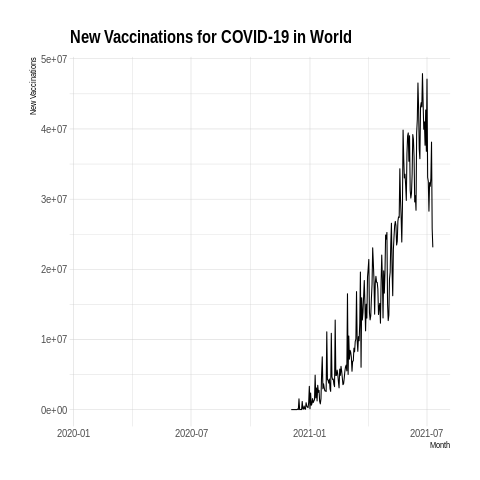 New Vaccinations for COVID-19 in World
New Vaccinations
5e+07
4e+07
3e+07
2e+07
1e+07
0e+00
2020-01 2020-07 2021-01 2021-07
Month